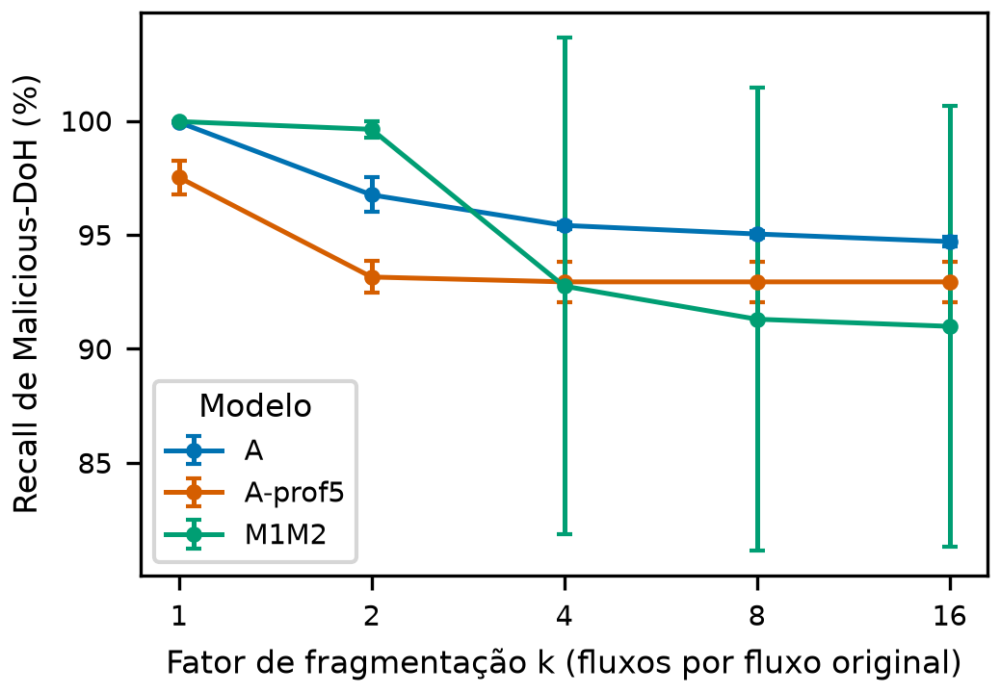 Recall de Malicious-DoH (%)
100
95
90
85
Modelo
A
A-prof5
M1M2
1 2 4 8 16
Fator de fragmentação k (fluxos por fluxo original)